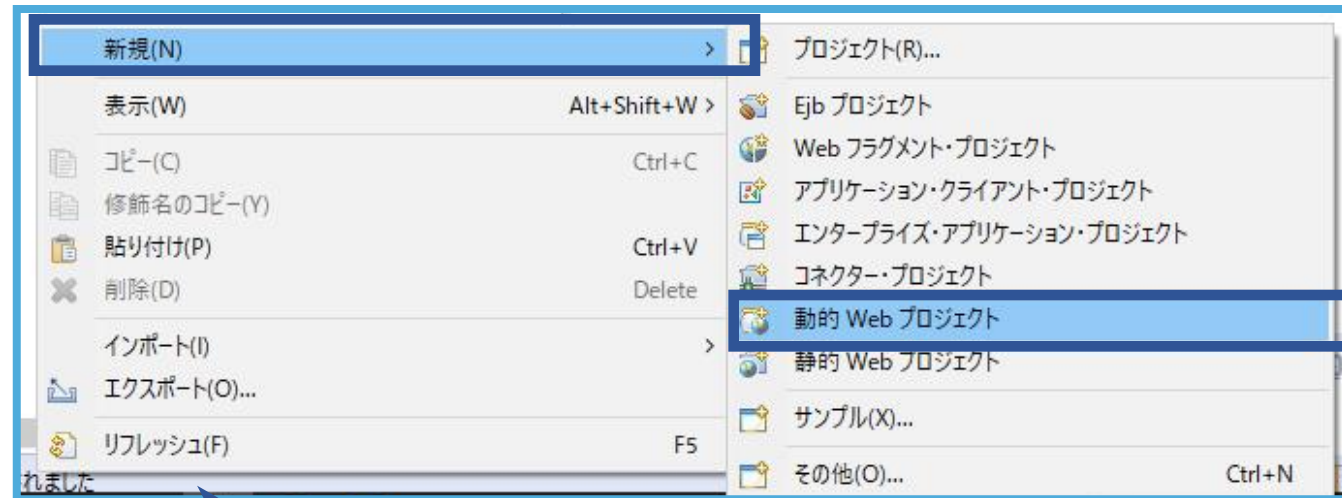 新規(N) >
表示(W) Alt+Shift+W >
コピー(C) Ctrl+C
修飾名のコピー(Y)
貼り付け(P) Ctrl+V
削除(D) Delete
インポート(I) >
エクスポート(O)...
リフレッシュ(F) F5
れました
プロジェクト(R)...
Ejb プロジェクト
Web フラグメント・プロジェクト
アプリケーション・クライアント・プロジェクト
エンタープライズ・アプリケーション・プロジェクト
コネクター・プロジェクト
動的 Web プロジェクト
静的 Web プロジェクト
サンプル(X)...
その他(O)... Ctrl+N